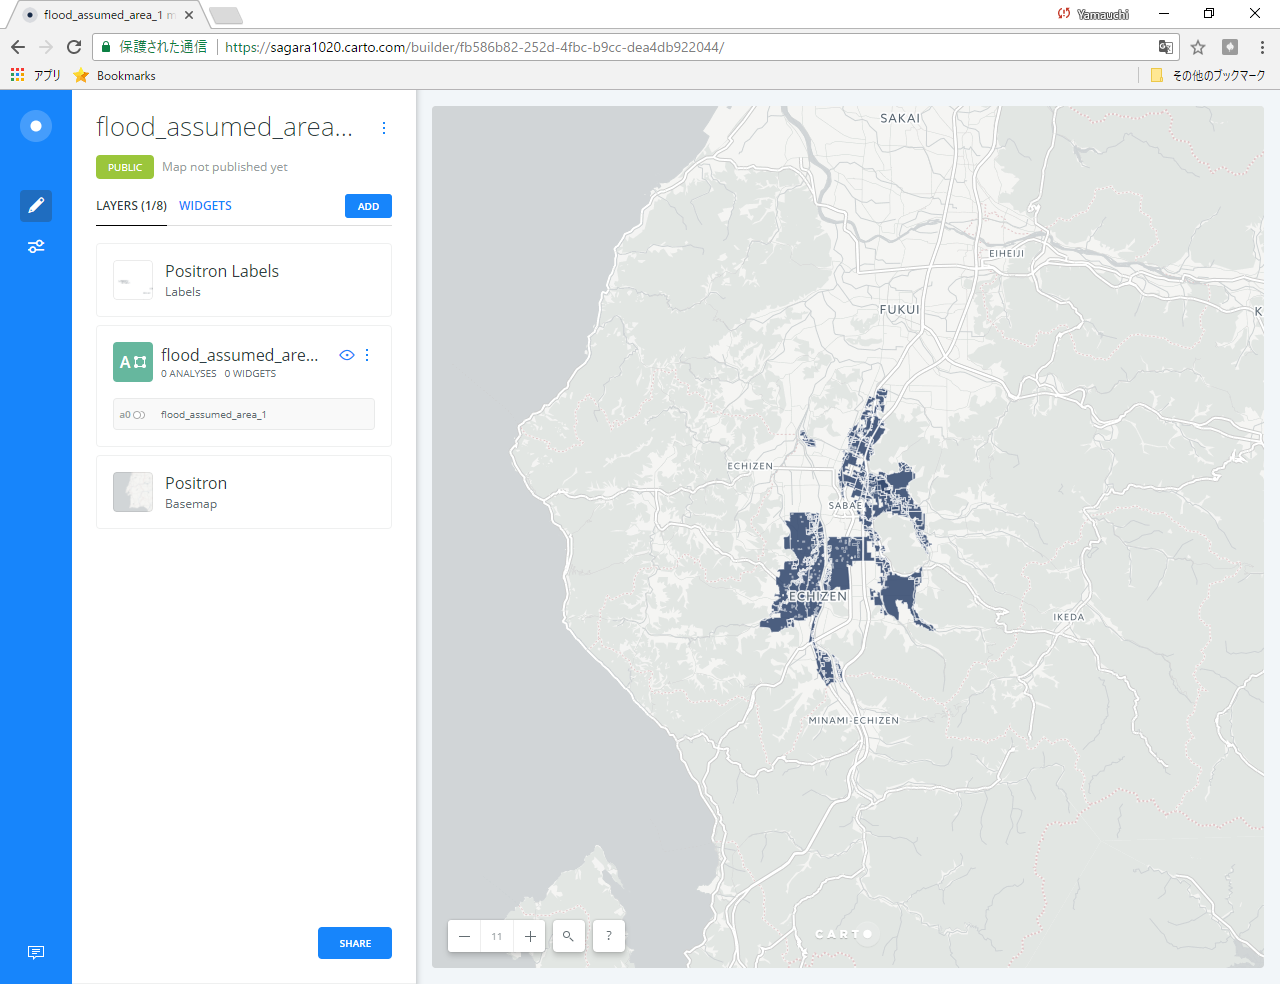 flood_assumed_area_1 m
Yamauchi
保護された通信
https://sagara1020.carto.com/builder/fb586b82-252d-4fbc-b9cc-dea4db922044/
アプリ
Bookmarks
その他のブックマーク
flood_assumed_area...
PUBLIC
Map not published yet
LAYERS (1/8)
WIDGETS
ADD
Positron Labels
Labels
A
flood_assumed_are...
0 ANALYSES 0 WIDGETS
a0
flood_assumed_area_1
Positron
Basemap
SHARE
SAKAI
EIHEIJI
FUKUI
K
ECHIZEN
SABAE
ECHIZEN
IKEDA
MINAMI-ECHIZEN
11
?
CARTO